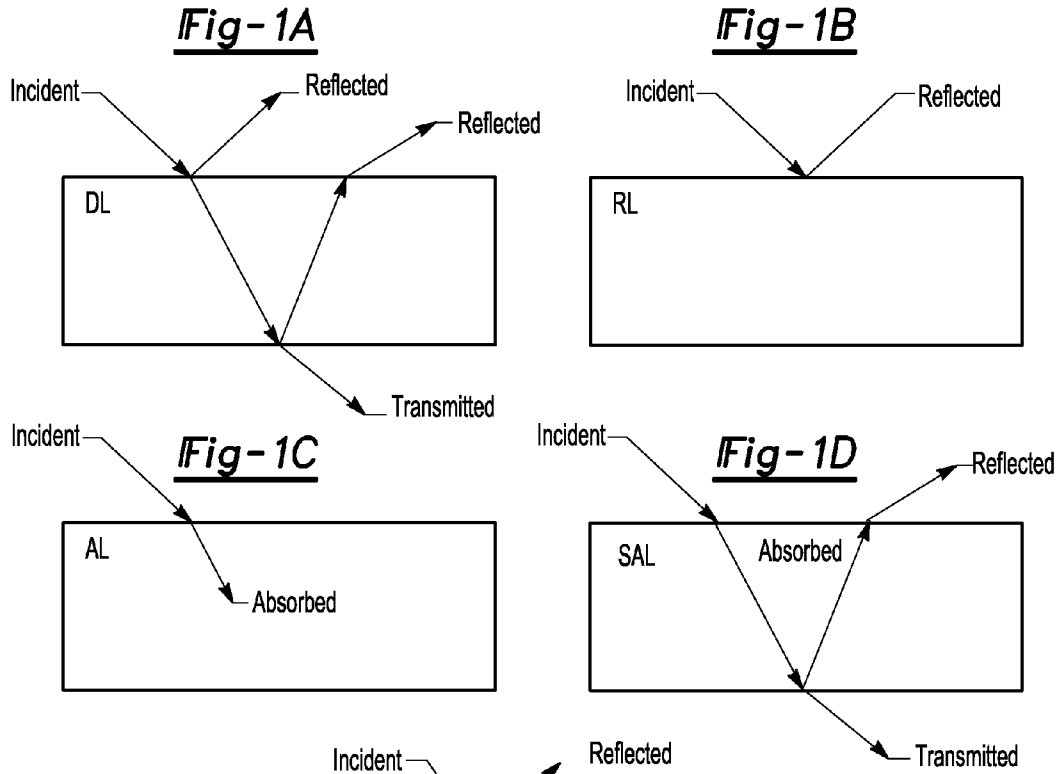 Fig-1A
Incident
Reflected
Reflected
DL
Transmitted
Fig-1B
Incident
Reflected
RL
Fig-1C
Incident
AL
Absorbed
Fig-1D
Incident
Reflected
SAL
Absorbed
Transmitted
Incident
Reflected